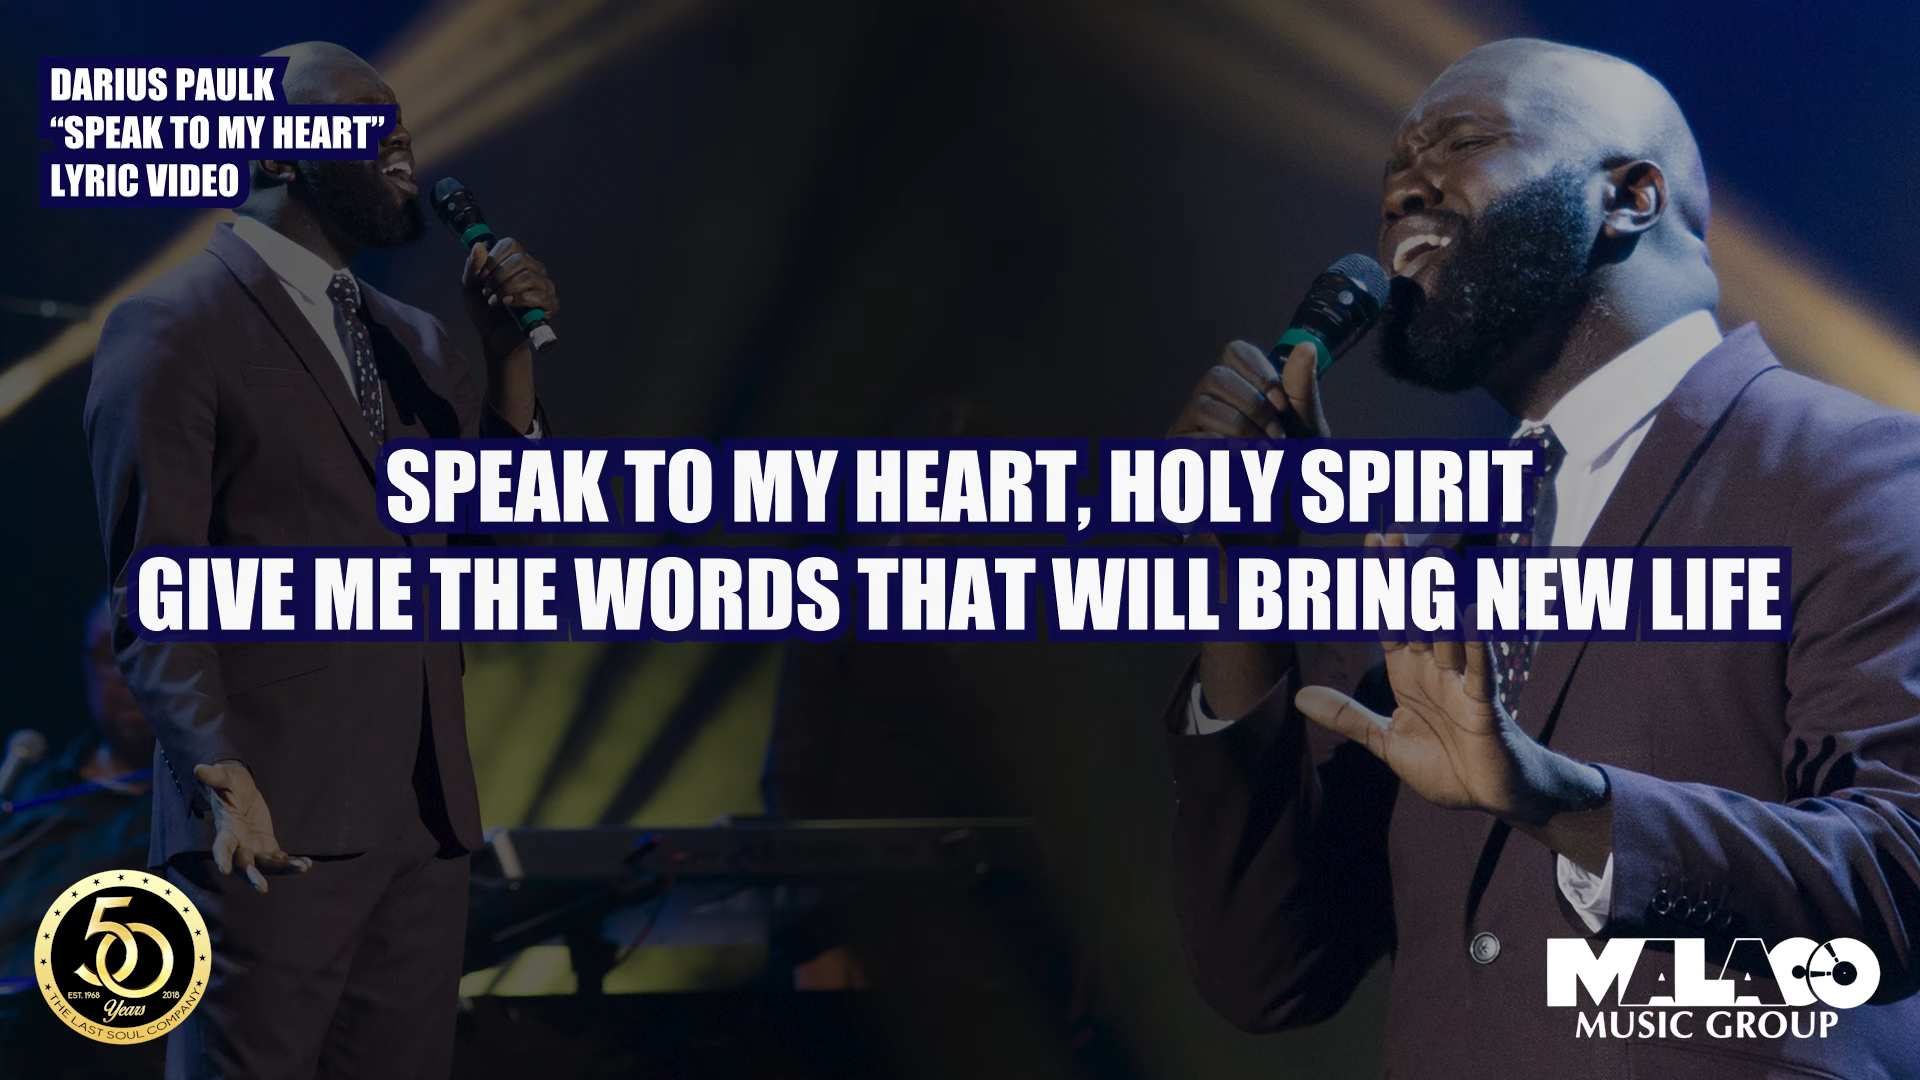 DARIUS PAULK
“SPEAK TO MY HEART”
LYRIC VIDEO
SPEAK TO MY HEART, HOLY SPIRIT
GIVE ME THE WORDS THAT WILL BRING NEW LIFE
50
EST. 1968
2018
Years
THE LAST SOUL COMPANY
MALACO
MUSIC GROUP